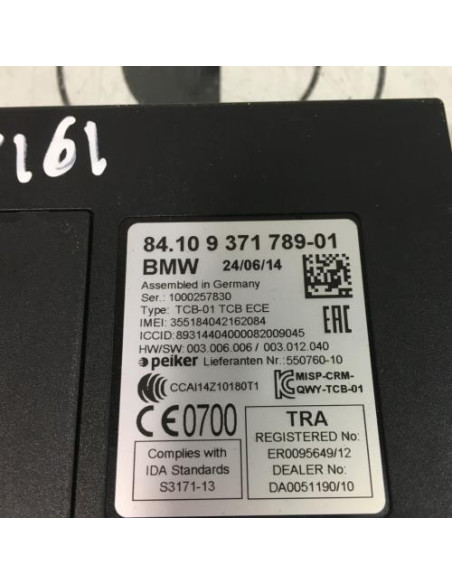 84.10 9 371 789-01
BMW 24/06/14
Assembled in Germany
Ser.: 1000257830
Type: TCB-01 TCB ECE
IMEI: 355184042162084
ICCID:89314404000082009045
HW/SW: 003.006.006 / 003.012.040
peiker Lieferanten Nr.:550760-10
CCAI14Z10180T1
MISP-CRM-
QWY-TCB-01
EAC
CE0700
Complies with
IDA Standards
S3171-13
TRA
REGISTERED No:
ER0095649/12
DEALER No:
DA0051190/10